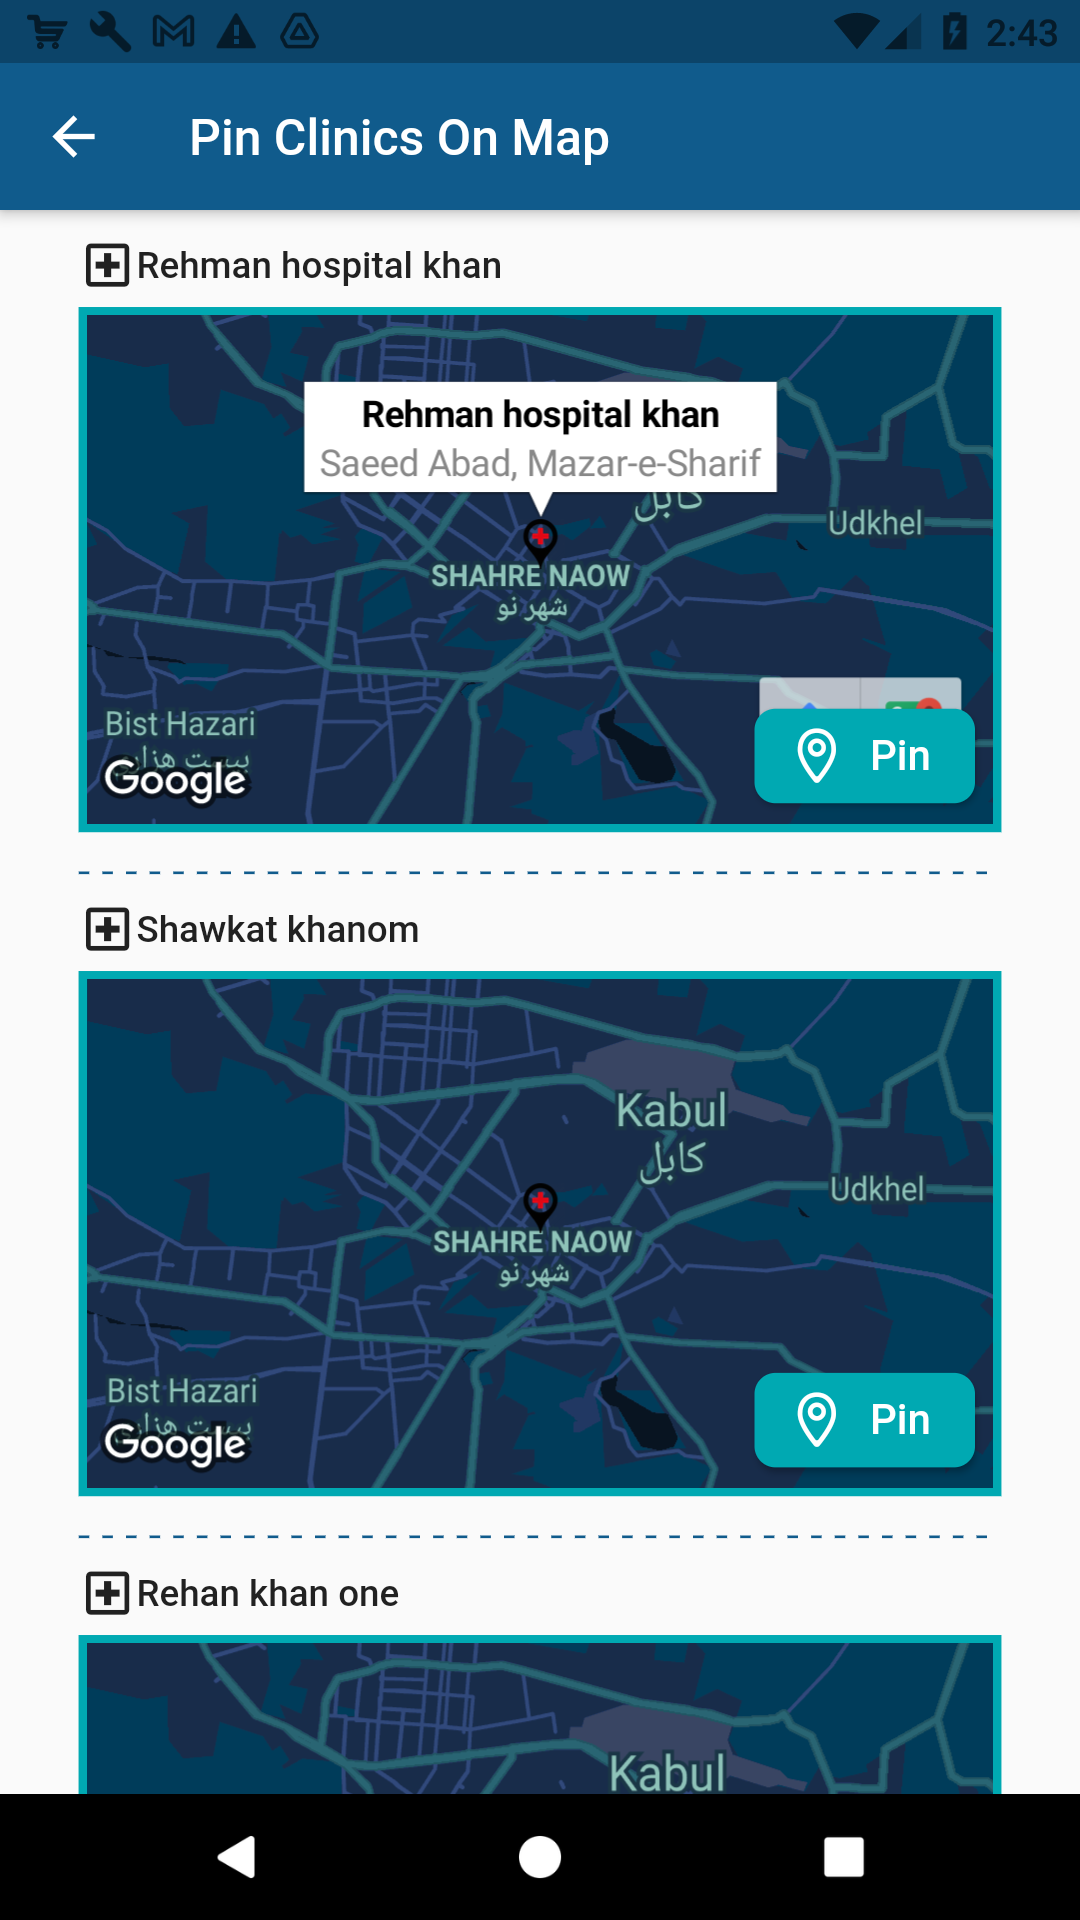 2:43
Pin Clinics On Map
Rehman hospital khan
Rehman hospital khan
Saeed Abad, Mazar-e-Sharif
کابل
Udkhel
SHAHRE NAOW
شهر نو
Bist Hazari
بیست هزاری
Google
Pin
Shawkat khanom
Kabul
کابل
Udkhel
SHAHRE NAOW
شهر نو
Bist Hazari
بیست هزاری
Google
Pin
Rehan khan one
Kabul